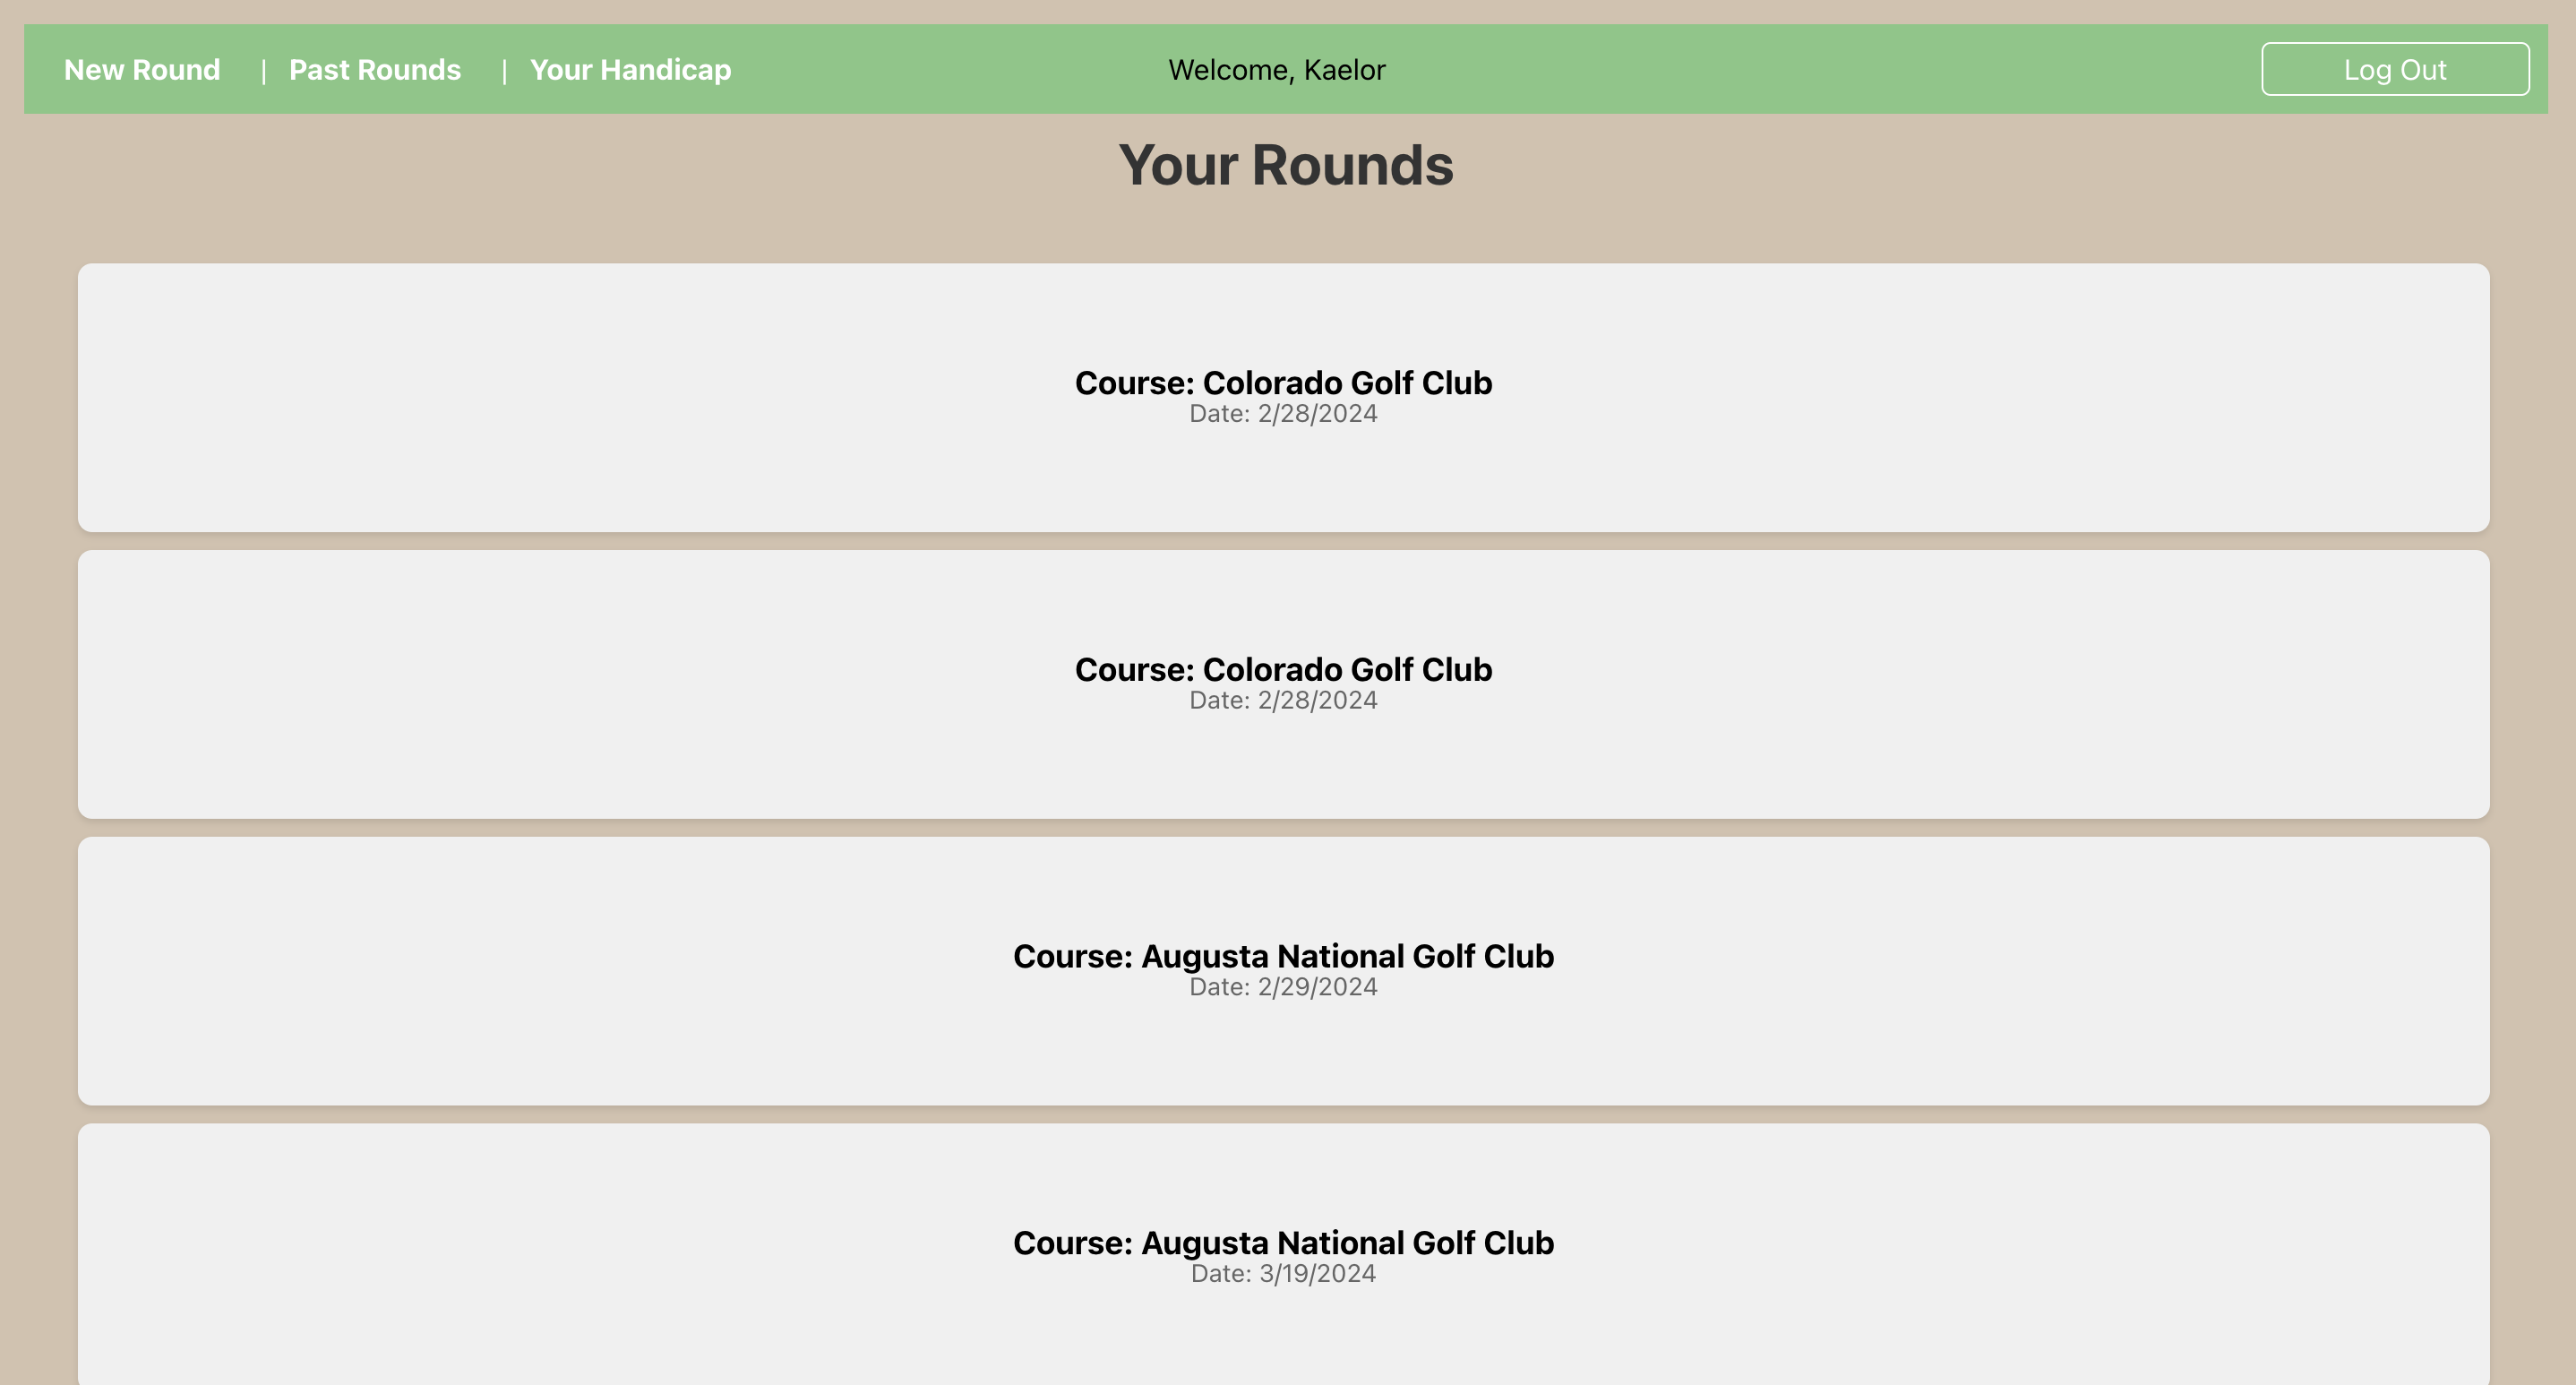 New Round | Past Rounds | Your Handicap Welcome, Kaelor Log Out
Your Rounds
Course: Colorado Golf Club
Date: 2/28/2024
Course: Colorado Golf Club
Date: 2/28/2024
Course: Augusta National Golf Club
Date: 2/29/2024
Course: Augusta National Golf Club
Date: 3/19/2024